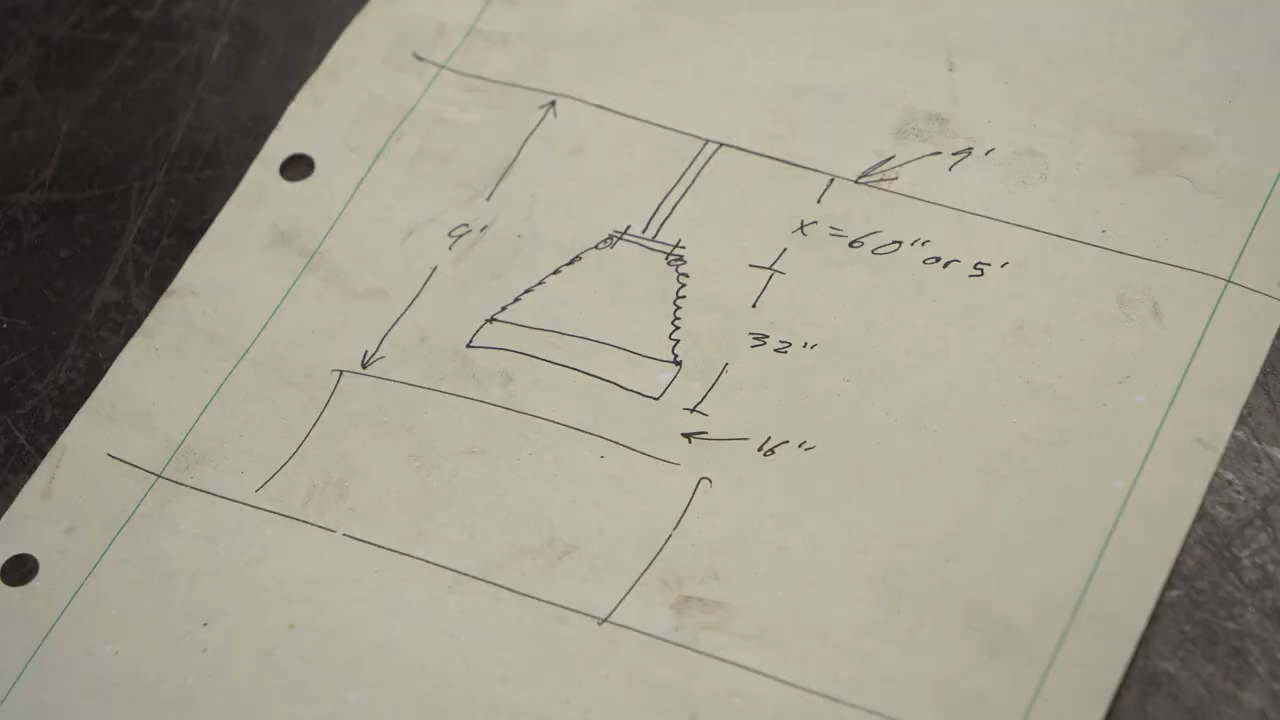 9'
9'
x = 60" or 5'
32"
16"